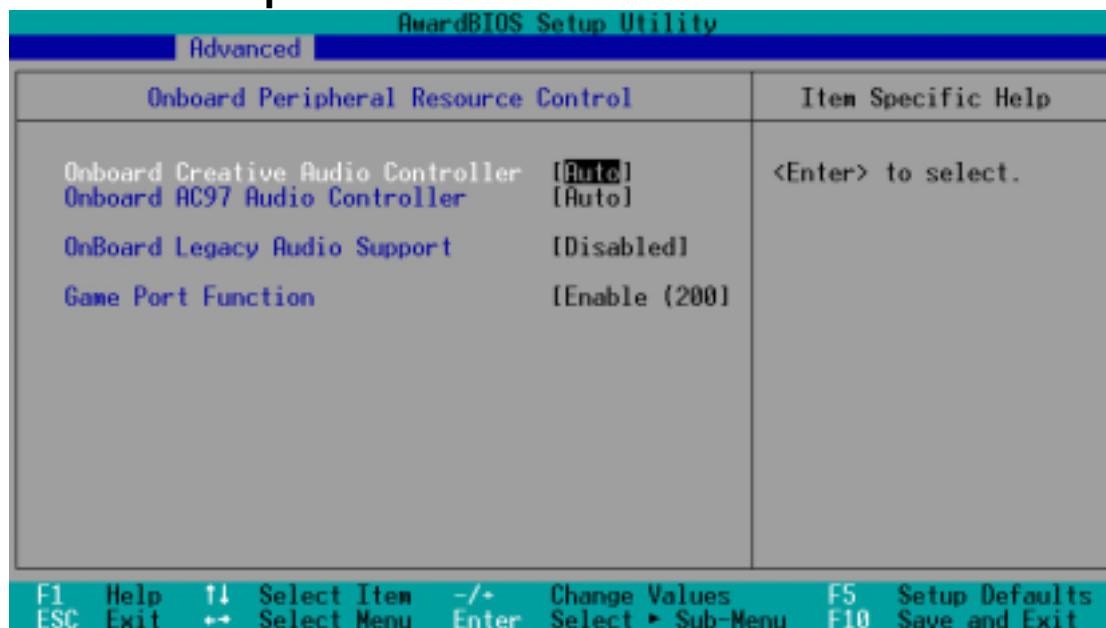 AwardBIOS Setup Utility
Advanced
Onboard Peripheral Resource Control
Item Specific Help
Onboard Creative Audio Controller [Auto]
<Enter> to select.
Onboard AC97 Audio Controller [Auto]
OnBoard Legacy Audio Support [Disabled]
Game Port Function [Enable (200]
F1 Help ↑↓ Select Item -/+ Change Values F5 Setup Defaults
ESC Exit ←→ Select Menu Enter Select ► Sub-Menu F10 Save and Exit